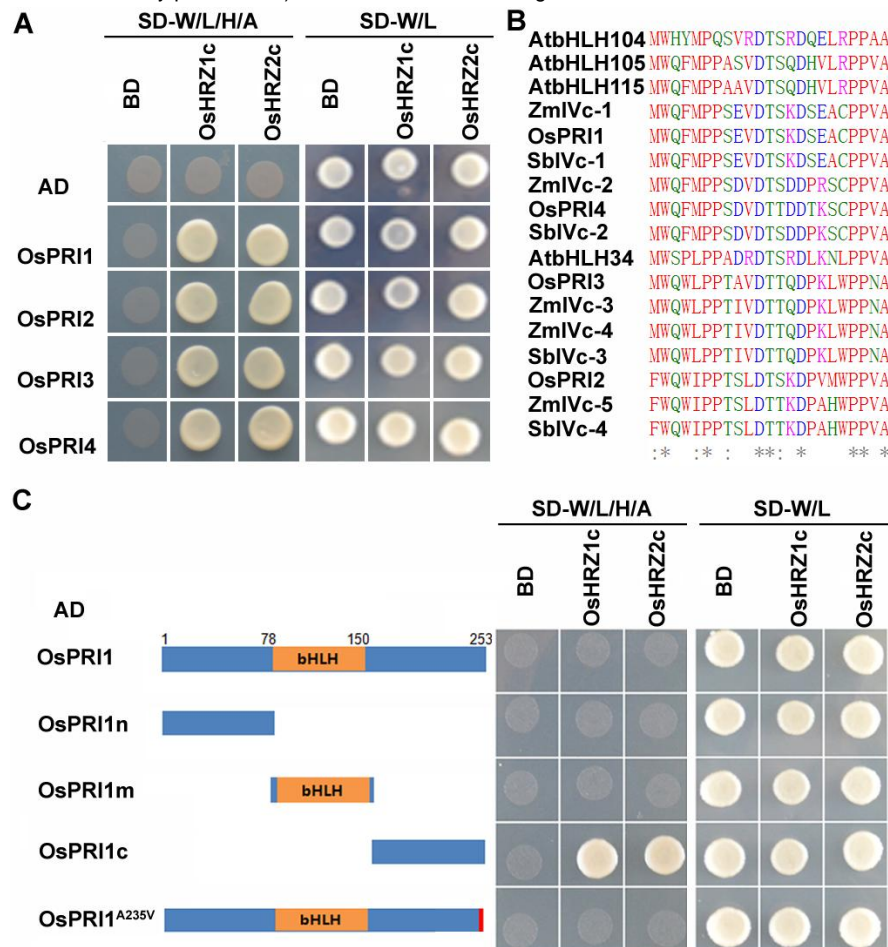 A
SD-W/L/H/A SD-W/L
BD OsHRZ1c OsHRZ2c BD OsHRZ1c OsHRZ2c
AD
OsPRI1
OsPRI2
OsPRI3
OsPRI4
B
AtbHLH104 MWHYMPQSVRDTSRDQELRPPAA
AtbHLH105 MWQFMPPASVDTSQDHVLRPPVA
AtbHLH115 MWQFMPPAAVDTSQDHVLRPPVA
ZmIVc-1 MWQFMPPSEVDTSKDSEACPPVA
OsPRI1 MWQFMPPSEVDTSKDSEACPPVA
SbIVc-1 MWQFMPPSEVDTSKDSEACPPVA
ZmIVc-2 MWQFMPPSDVDTSDDPRSCPPVA
OsPRI4 MWQFMPPSDVDTTDDTKSCPPVA
SbIVc-2 MWQFMPPSDVDTSDDPKSCPPVA
AtbHLH34 MWSPLPPADRDTSRDLKNLPPVA
OsPRI3 MWQWLPPTAVDTTQDPKLWPPNA
ZmIVc-3 MWQWLPPTIVDTTQDPKLWPPNA
ZmIVc-4 MWQWLPPTIVDTTQDPKLWPPNA
SbIVc-3 MWQWLPPTIVDTTQDPKLWPPNA
OsPRI2 FWQWIPPTSLDTSKDPVMWPPVA
ZmIVc-5 FWQWIPPTSLDTTKDPAHWPPVA
SbIVc-4 FWQWIPPTSLDTTKDPAHWPPVA
:*  :* :  **: *    ** *
C
SD-W/L/H/A SD-W/L
BD OsHRZ1c OsHRZ2c BD OsHRZ1c OsHRZ2c
AD
1 78 150 253
OsPRI1 bHLH
OsPRI1n
OsPRI1m bHLH
OsPRI1c
OsPRI1A235V bHLH